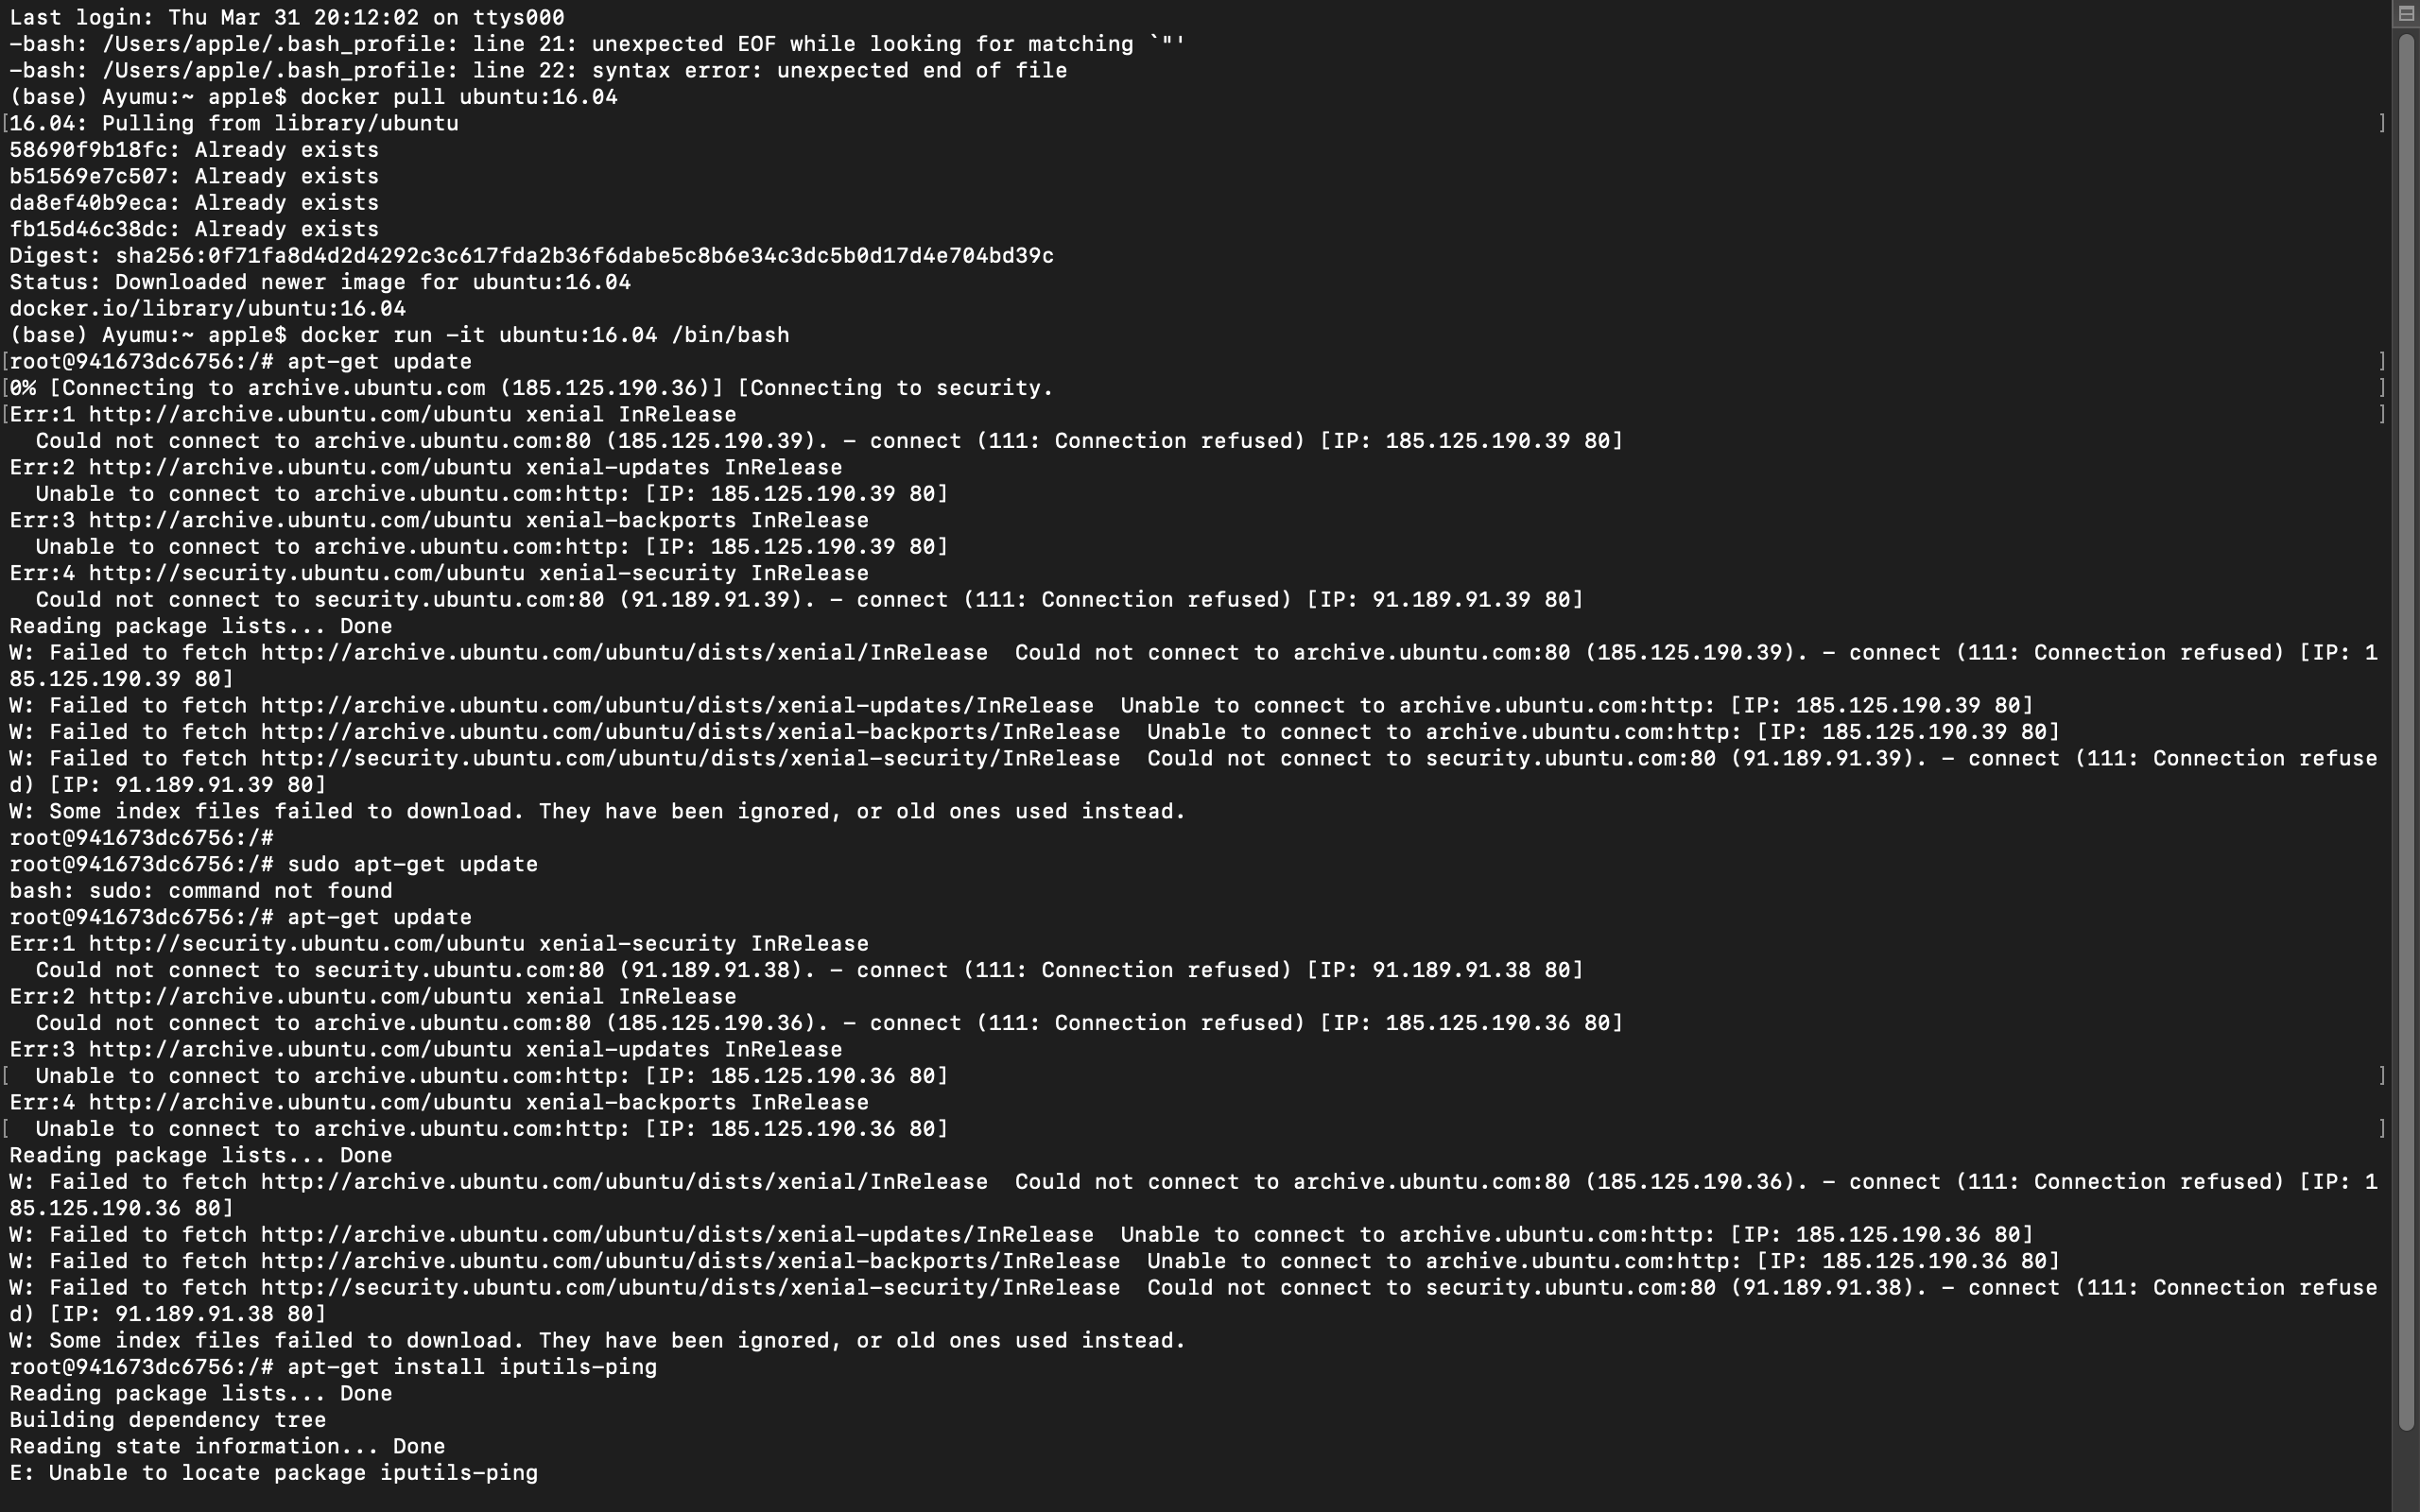 Last login: Thu Mar 31 20:12:02 on ttys000
-bash: /Users/apple/.bash_profile: line 21: unexpected EOF while looking for matching `"'
-bash: /Users/apple/.bash_profile: line 22: syntax error: unexpected end of file
(base) Ayumu:~ apple$ docker pull ubuntu:16.04
[16.04: Pulling from library/ubuntu ]
58690f9b18fc: Already exists
b51569e7c507: Already exists
da8ef40b9eca: Already exists
fb15d46c38dc: Already exists
Digest: sha256:0f71fa8d4d2d4292c3c617fda2b36f6dabe5c8b6e34c3dc5b0d17d4e704bd39c
Status: Downloaded newer image for ubuntu:16.04
docker.io/library/ubuntu:16.04
(base) Ayumu:~ apple$ docker run -it ubuntu:16.04 /bin/bash
[root@941673dc6756:/# apt-get update ]
[0% [Connecting to archive.ubuntu.com (185.125.190.36)] [Connecting to security. ]
[Err:1 http://archive.ubuntu.com/ubuntu xenial InRelease ]
  Could not connect to archive.ubuntu.com:80 (185.125.190.39). - connect (111: Connection refused) [IP: 185.125.190.39 80]
Err:2 http://archive.ubuntu.com/ubuntu xenial-updates InRelease
  Unable to connect to archive.ubuntu.com:http: [IP: 185.125.190.39 80]
Err:3 http://archive.ubuntu.com/ubuntu xenial-backports InRelease
  Unable to connect to archive.ubuntu.com:http: [IP: 185.125.190.39 80]
Err:4 http://security.ubuntu.com/ubuntu xenial-security InRelease
  Could not connect to security.ubuntu.com:80 (91.189.91.39). - connect (111: Connection refused) [IP: 91.189.91.39 80]
Reading package lists... Done
W: Failed to fetch http://archive.ubuntu.com/ubuntu/dists/xenial/InRelease  Could not connect to archive.ubuntu.com:80 (185.125.190.39). - connect (111: Connection refused) [IP: 1
85.125.190.39 80]
W: Failed to fetch http://archive.ubuntu.com/ubuntu/dists/xenial-updates/InRelease  Unable to connect to archive.ubuntu.com:http: [IP: 185.125.190.39 80]
W: Failed to fetch http://archive.ubuntu.com/ubuntu/dists/xenial-backports/InRelease  Unable to connect to archive.ubuntu.com:http: [IP: 185.125.190.39 80]
W: Failed to fetch http://security.ubuntu.com/ubuntu/dists/xenial-security/InRelease  Could not connect to security.ubuntu.com:80 (91.189.91.39). - connect (111: Connection refuse
d) [IP: 91.189.91.39 80]
W: Some index files failed to download. They have been ignored, or old ones used instead.
root@941673dc6756:/#
root@941673dc6756:/# sudo apt-get update
bash: sudo: command not found
root@941673dc6756:/# apt-get update
Err:1 http://security.ubuntu.com/ubuntu xenial-security InRelease
  Could not connect to security.ubuntu.com:80 (91.189.91.38). - connect (111: Connection refused) [IP: 91.189.91.38 80]
Err:2 http://archive.ubuntu.com/ubuntu xenial InRelease
  Could not connect to archive.ubuntu.com:80 (185.125.190.36). - connect (111: Connection refused) [IP: 185.125.190.36 80]
Err:3 http://archive.ubuntu.com/ubuntu xenial-updates InRelease
[  Unable to connect to archive.ubuntu.com:http: [IP: 185.125.190.36 80] ]
Err:4 http://archive.ubuntu.com/ubuntu xenial-backports InRelease
[  Unable to connect to archive.ubuntu.com:http: [IP: 185.125.190.36 80] ]
Reading package lists... Done
W: Failed to fetch http://archive.ubuntu.com/ubuntu/dists/xenial/InRelease  Could not connect to archive.ubuntu.com:80 (185.125.190.36). - connect (111: Connection refused) [IP: 1
85.125.190.36 80]
W: Failed to fetch http://archive.ubuntu.com/ubuntu/dists/xenial-updates/InRelease  Unable to connect to archive.ubuntu.com:http: [IP: 185.125.190.36 80]
W: Failed to fetch http://archive.ubuntu.com/ubuntu/dists/xenial-backports/InRelease  Unable to connect to archive.ubuntu.com:http: [IP: 185.125.190.36 80]
W: Failed to fetch http://security.ubuntu.com/ubuntu/dists/xenial-security/InRelease  Could not connect to security.ubuntu.com:80 (91.189.91.38). - connect (111: Connection refuse
d) [IP: 91.189.91.38 80]
W: Some index files failed to download. They have been ignored, or old ones used instead.
root@941673dc6756:/# apt-get install iputils-ping
Reading package lists... Done
Building dependency tree
Reading state information... Done
E: Unable to locate package iputils-ping